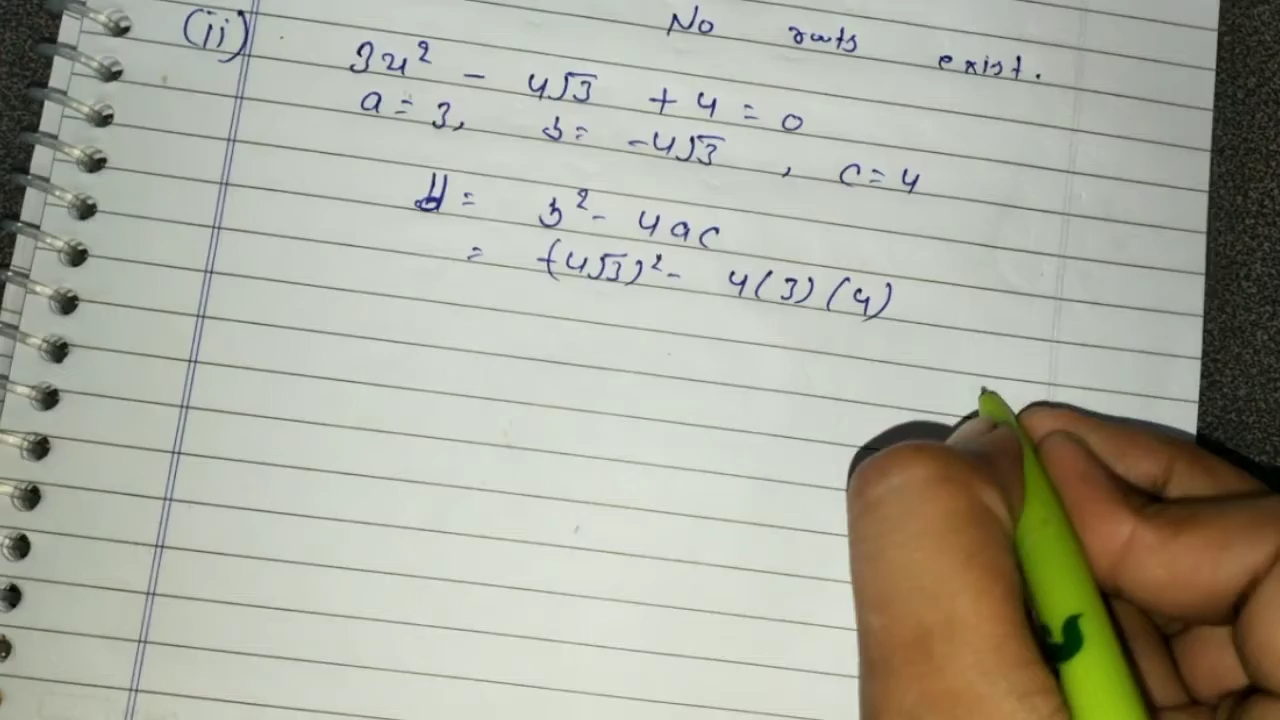 No roots exist.
(ii) 3x² - 4√3 + 4 = 0
a = 3, b = -4√3, c = 4
D = b² - 4ac
= (-4√3)² - 4(3)(4)